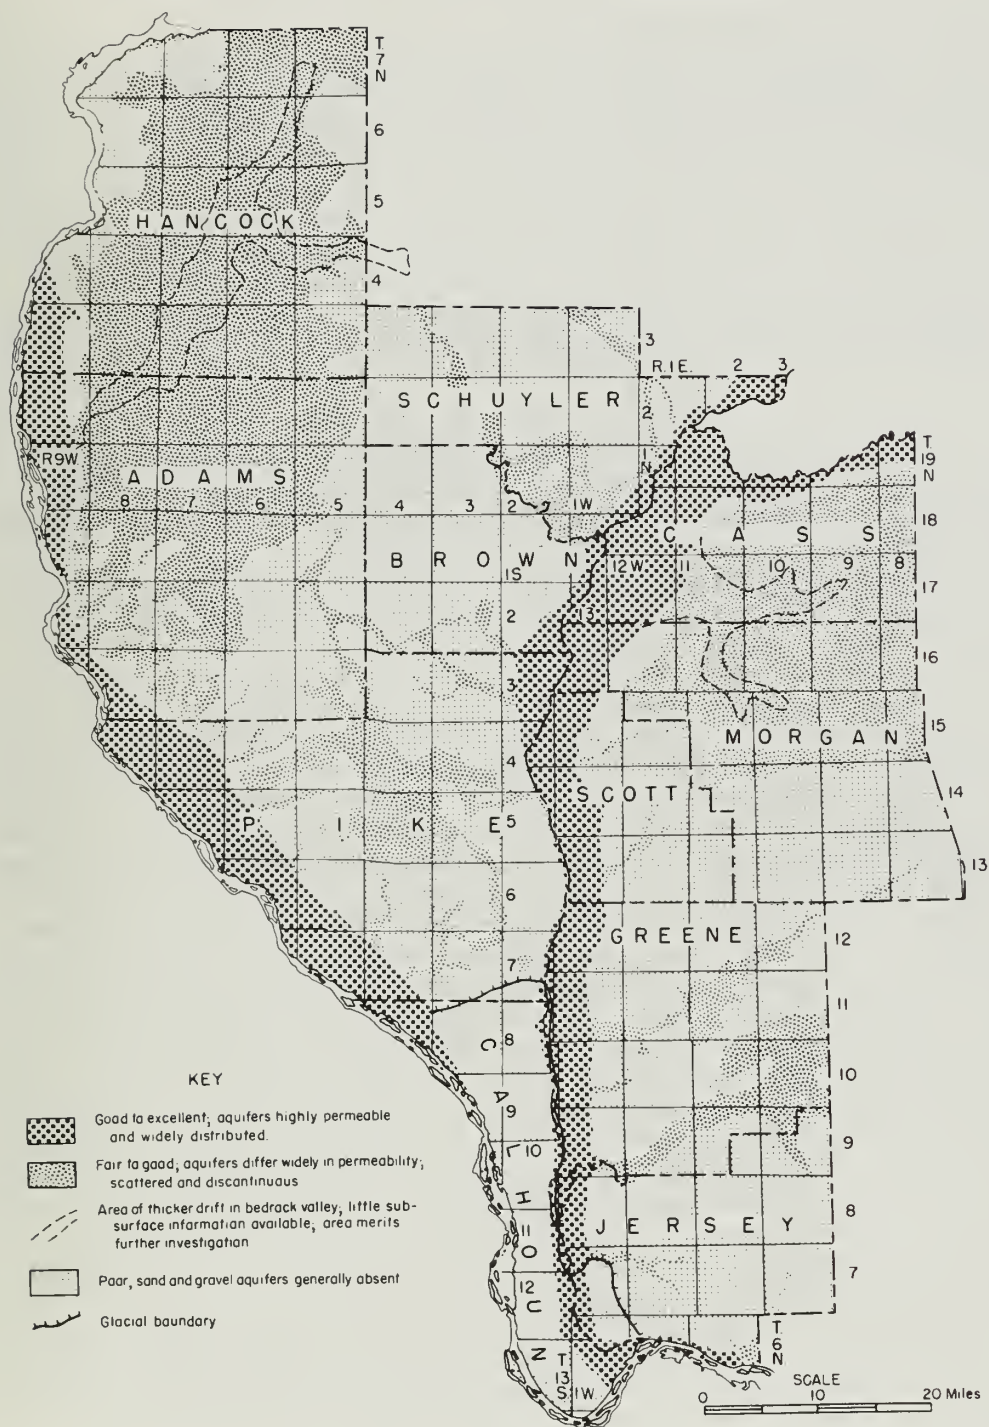 T
7
N
6
5
HANCOCK
4
3
R.1E. 2 3
SCHUYLER
2
N
T
19
N
R9W
ADAMS
8 7 6 5 4 3 2 1W
18
CASS
BROWN
12W 11 10 9 8
1S
17
2 13
16
3
15
MORGAN
4
SCOTT
14
PIKE
5
13
6
GREENE
12
7
11
8
10
9
9
10
CALHOUN
8
11
JERSEY
7
12
T
6
N
T
13
S 1W
KEY
Good to excellent; aquifers highly permeable
and widely distributed.
Fair to good; aquifers differ widely in permeability;
scattered and discontinuous
Area of thicker drift in bedrock valley; little sub-
surface information available; area merits
further investigation
Poor, sand and gravel aquifers generally absent
Glacial boundary
SCALE
0 10 20 Miles